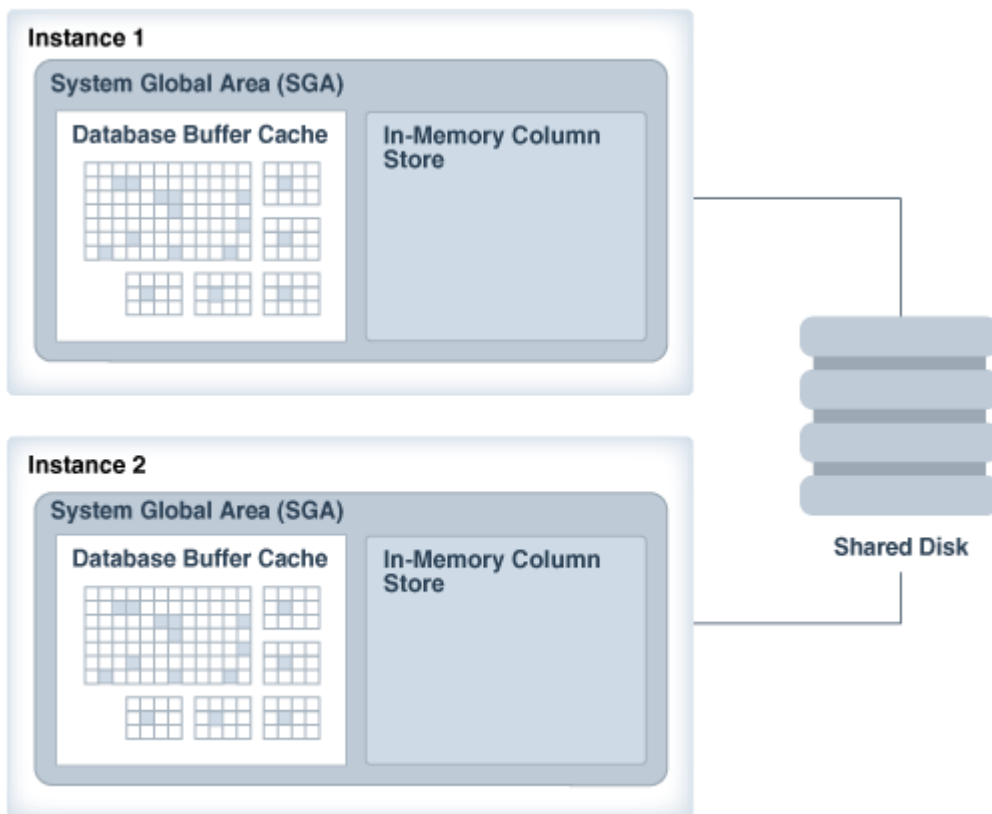 Instance 1
System Global Area (SGA)
Database Buffer Cache
In-Memory Column
Store
Instance 2
System Global Area (SGA)
Database Buffer Cache
In-Memory Column
Store
Shared Disk